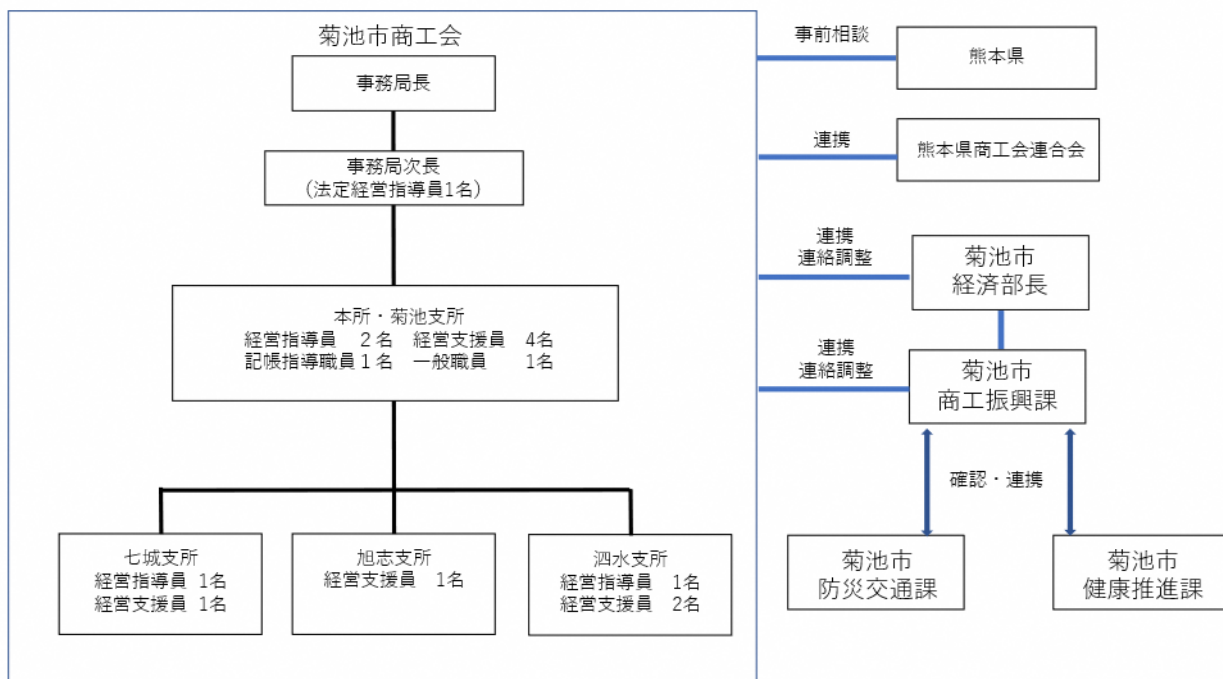 菊池市商工会
事務局長
事務局次長
(法定経営指導員1名)
本所・菊池支所
経営指導員 2名 経営支援員 4名
記帳指導職員1名 一般職員 1名
七城支所
経営指導員 1名
経営支援員 1名
旭志支所
経営支援員 1名
泗水支所
経営指導員 1名
経営支援員 2名
事前相談
熊本県
連携
熊本県商工会連合会
連携
連絡調整
菊池市
経済部長
連携
連絡調整
菊池市
商工振興課
確認・連携
菊池市
防災交通課
菊池市
健康推進課